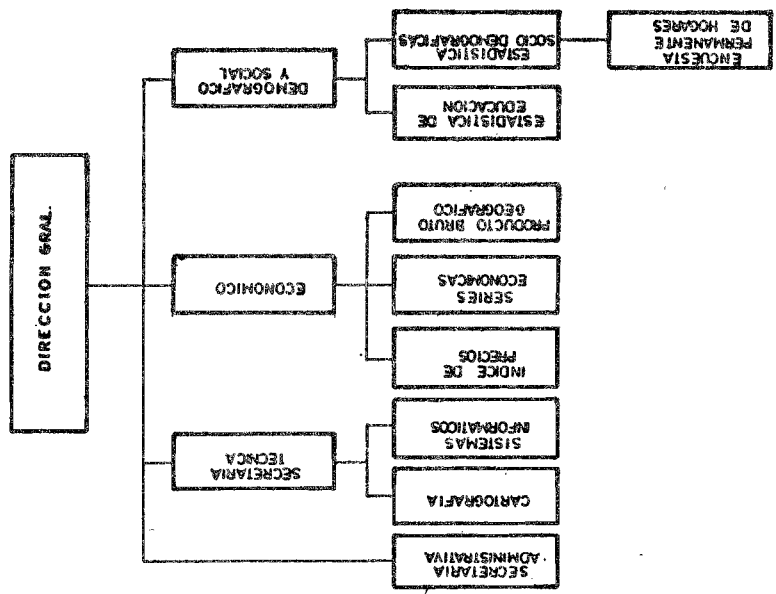 DIRECCION GRAL.
SECRETARIA
ADMINISTRATIVA
CARTOGRAFIA
SISTEMAS
INFORMATICOS
SECRETARIA
TECNICA
INDICE DE
PRECIOS
SERIES
ECONOMICAS
PRODUCTO BRUTO
GEOGRAFICO
ECONOMICO
ESTADISTICA DE
EDUCACION
ESTADISTICA
SOCIO DEMOGRAFICAS
DEMOGRAFICO
Y SOCIAL
ENCUESTA
PERMANENTE
DE HOGARES